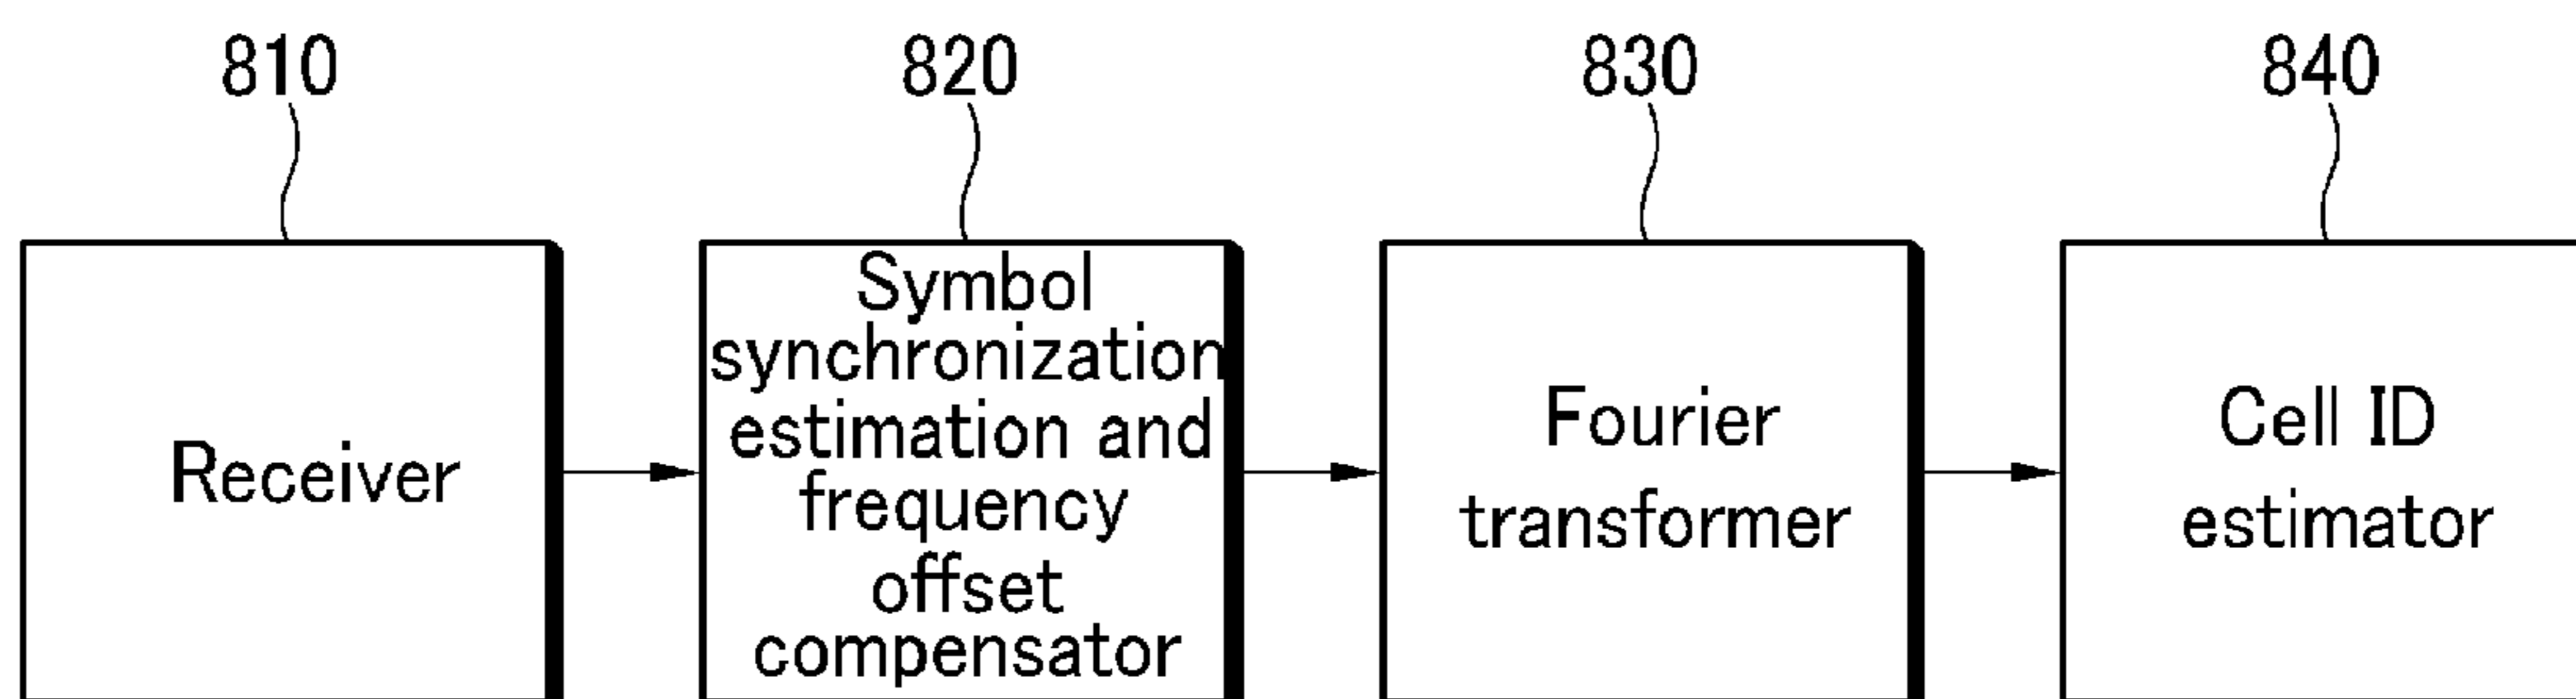 810
820
830
840
Receiver
Symbol
synchronization
estimation and
frequency
offset
compensator
Fourier
transformer
Cell ID
estimator